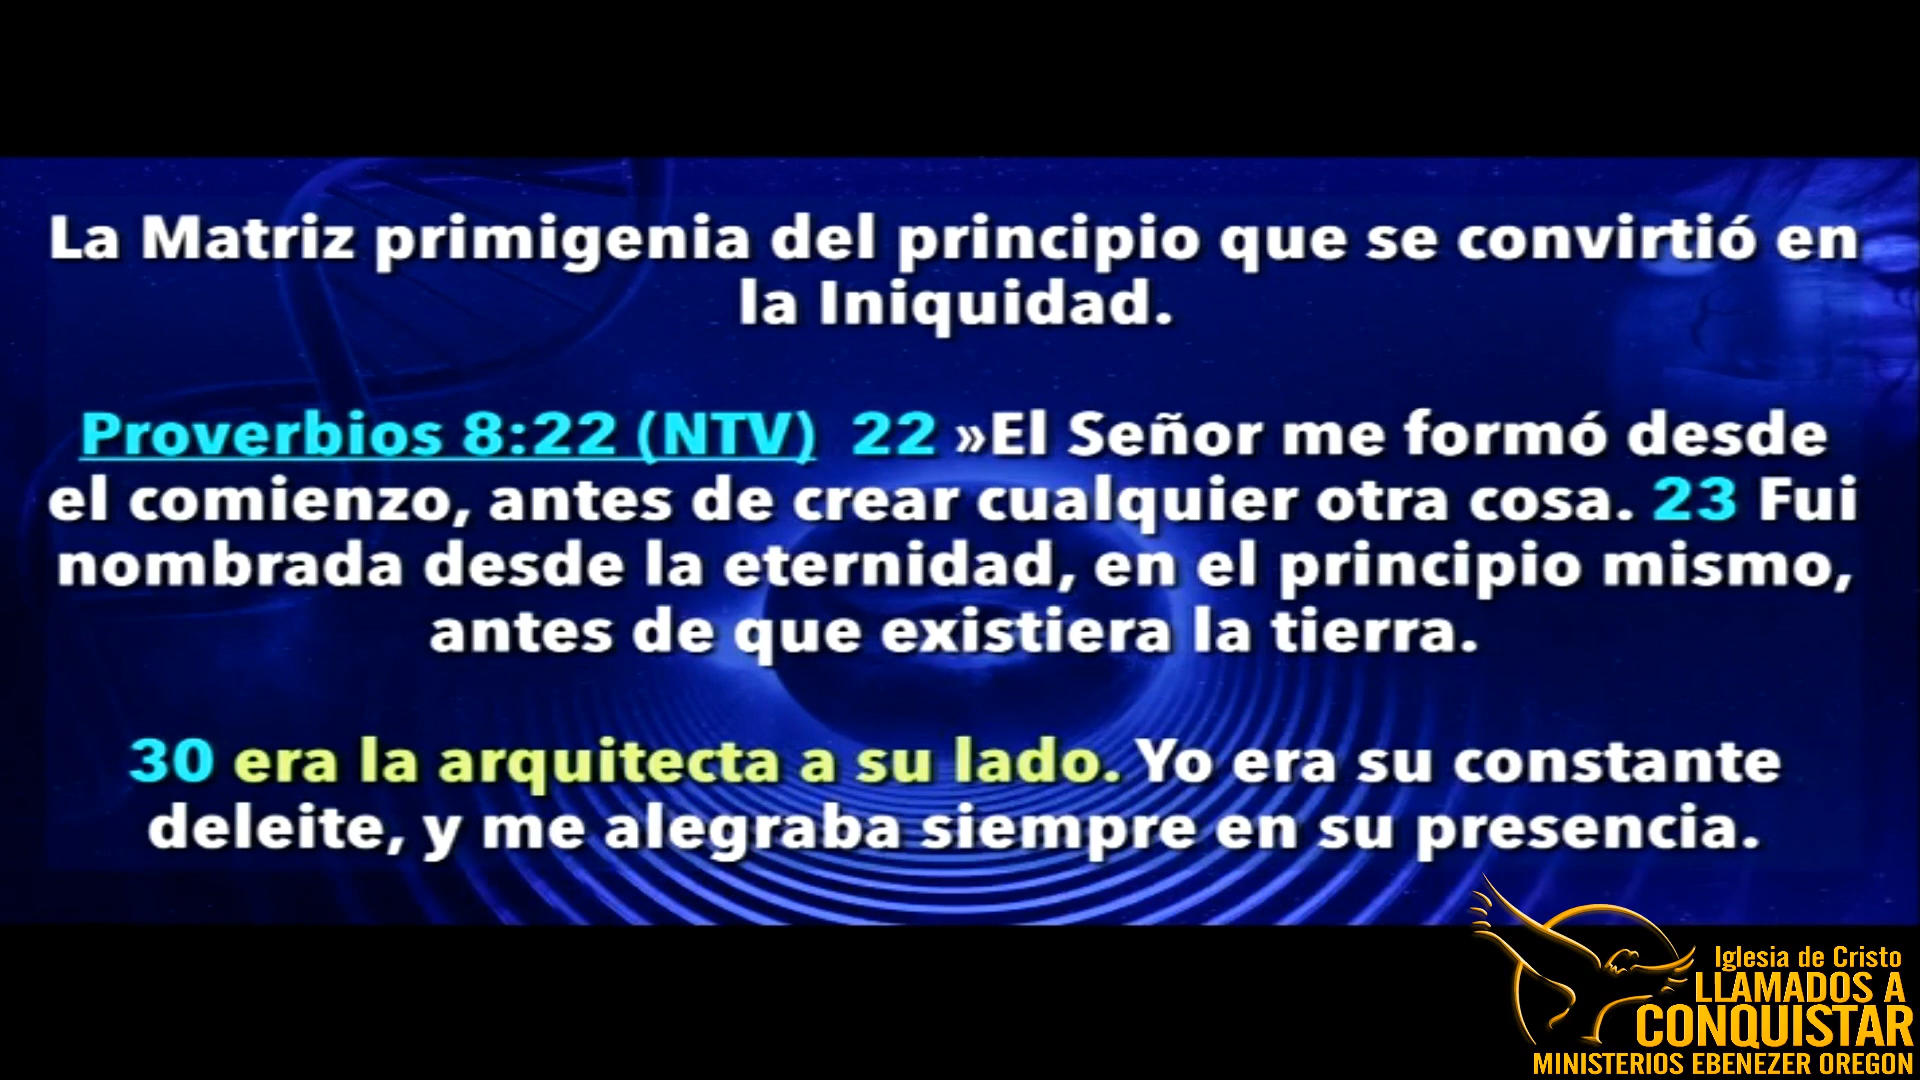 La Matriz primigenia del principio que se convirtió en
la Iniquidad.
Proverbios 8:22 (NTV) 22 »El Señor me formó desde
el comienzo, antes de crear cualquier otra cosa. 23 Fui
nombrada desde la eternidad, en el principio mismo,
antes de que existiera la tierra.
30 era la arquitecta a su lado. Yo era su constante
deleite, y me alegraba siempre en su presencia.
Iglesia de Cristo
LLAMADOS A
CONQUISTAR
MINISTERIOS EBENEZER OREGON